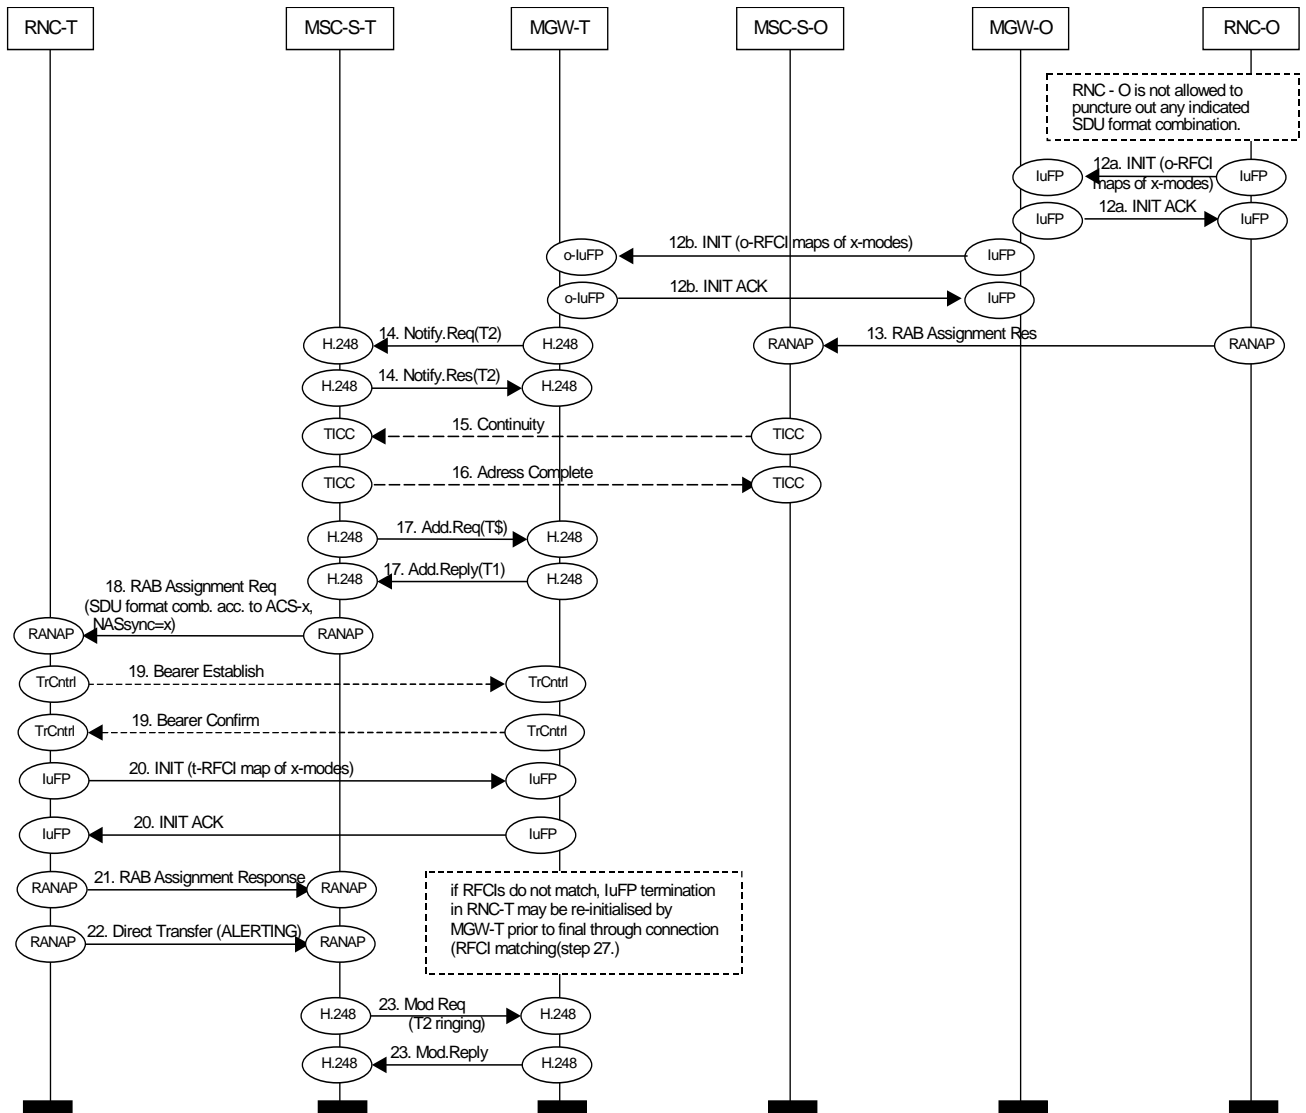 RNC-T
MSC-S-T
MGW-T
MSC-S-O
MGW-O
RNC-O
RNC - O is not allowed to
puncture out any indicated
SDU format combination.
IuFP
12a. INIT (o-RFCI
maps of x-modes)
IuFP
IuFP
12a. INIT ACK
IuFP
o-IuFP
12b. INIT (o-RFCI maps of x-modes)
IuFP
o-IuFP
12b. INIT ACK
IuFP
H.248
14. Notify.Req(T2)
H.248
RANAP
13. RAB Assignment Res
RANAP
H.248
14. Notify.Res(T2)
H.248
TICC
15. Continuity
TICC
TICC
16. Adress Complete
TICC
H.248
17. Add.Req(T$)
H.248
H.248
17. Add.Reply(T1)
H.248
18. RAB Assignment Req
(SDU format comb. acc. to ACS-x,
NASsync=x)
RANAP
RANAP
TrCntrl
19. Bearer Establish
TrCntrl
TrCntrl
19. Bearer Confirm
TrCntrl
IuFP
20. INIT (t-RFCI map of x-modes)
IuFP
IuFP
20. INIT ACK
IuFP
RANAP
21. RAB Assignment Response
RANAP
if RFCIs do not match, IuFP termination
in RNC-T may be re-initialised by
MGW-T prior to final through connection
(RFCI matching(step 27.)
RANAP
22. Direct Transfer (ALERTING)
RANAP
H.248
23. Mod Req
(T2 ringing)
H.248
H.248
23. Mod.Reply
H.248